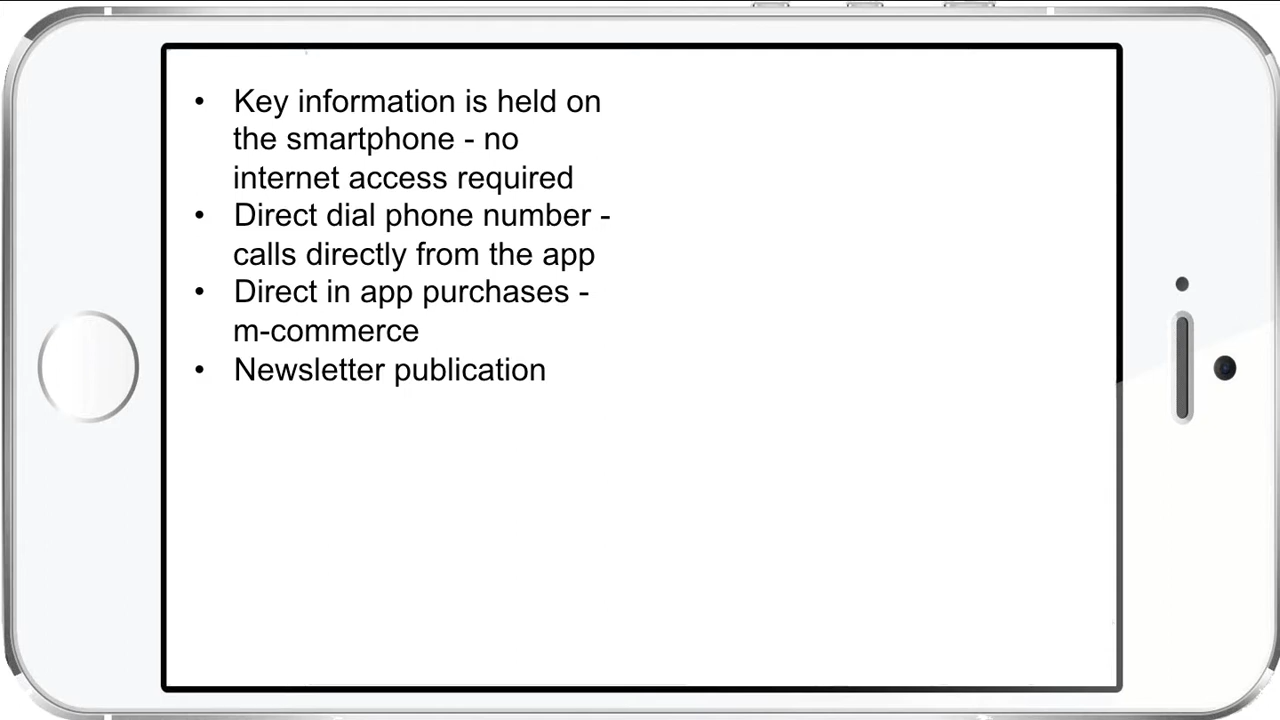 • Key information is held on
the smartphone - no
internet access required
• Direct dial phone number -
calls directly from the app
• Direct in app purchases -
m-commerce
• Newsletter publication